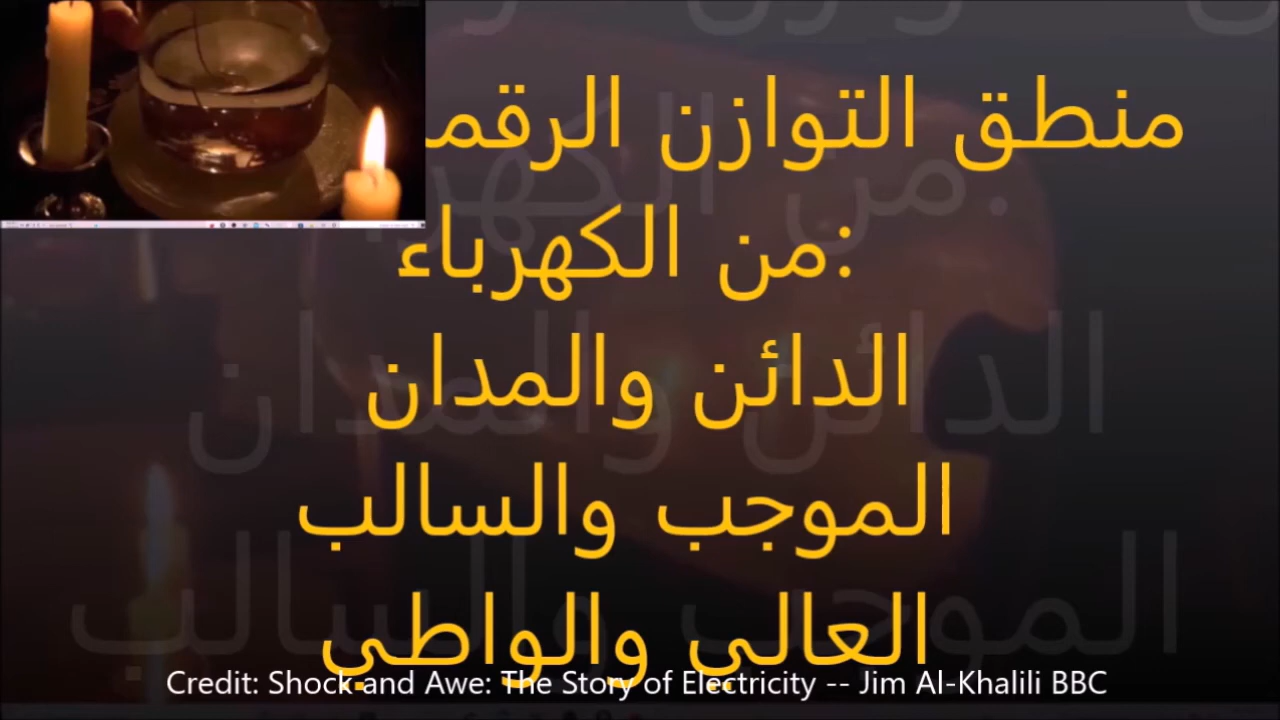 منطق التوازن
من الكهرباء:
الدائن والمدان
الموجب والسالب
العالي والواطي
Credit: Shock and Awe: The Story of Electricity -- Jim Al-Khalili BBC